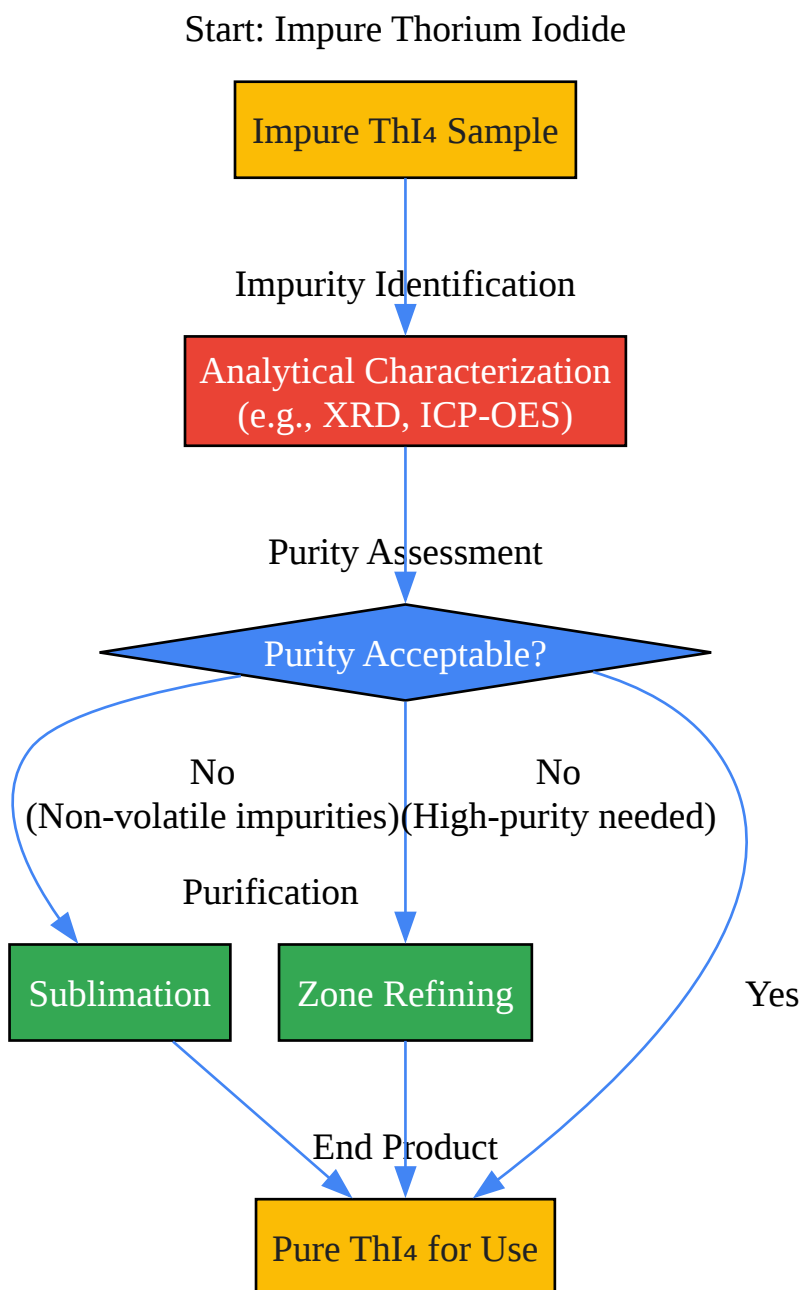 Start: Impure Thorium Iodide
Impure ThI₄ Sample
Impurity Identification
Analytical Characterization
(e.g., XRD, ICP-OES)
Purity Assessment
Purity Acceptable?
No
(Non-volatile impurities)
No
(High-purity needed)
Purification
Sublimation
Zone Refining
Yes
End Product
Pure ThI₄ for Use